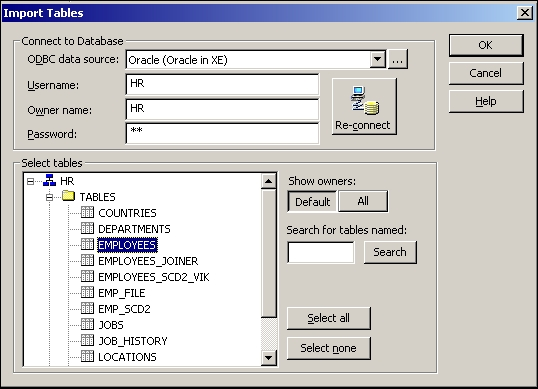 Import Tables
Connect to Database
ODBC data source: Oracle (Oracle in XE) ...
Username: HR
Owner name: HR
Password: **
Re-connect
OK
Cancel
Help
Select tables
HR
TABLES
COUNTRIES
DEPARTMENTS
EMPLOYEES
EMPLOYEES_JOINER
EMPLOYEES_SCD2_VIK
EMP_FILE
EMP_SCD2
JOBS
JOB_HISTORY
LOCATIONS
Show owners:
Default All
Search for tables named:
Search
Select all
Select none